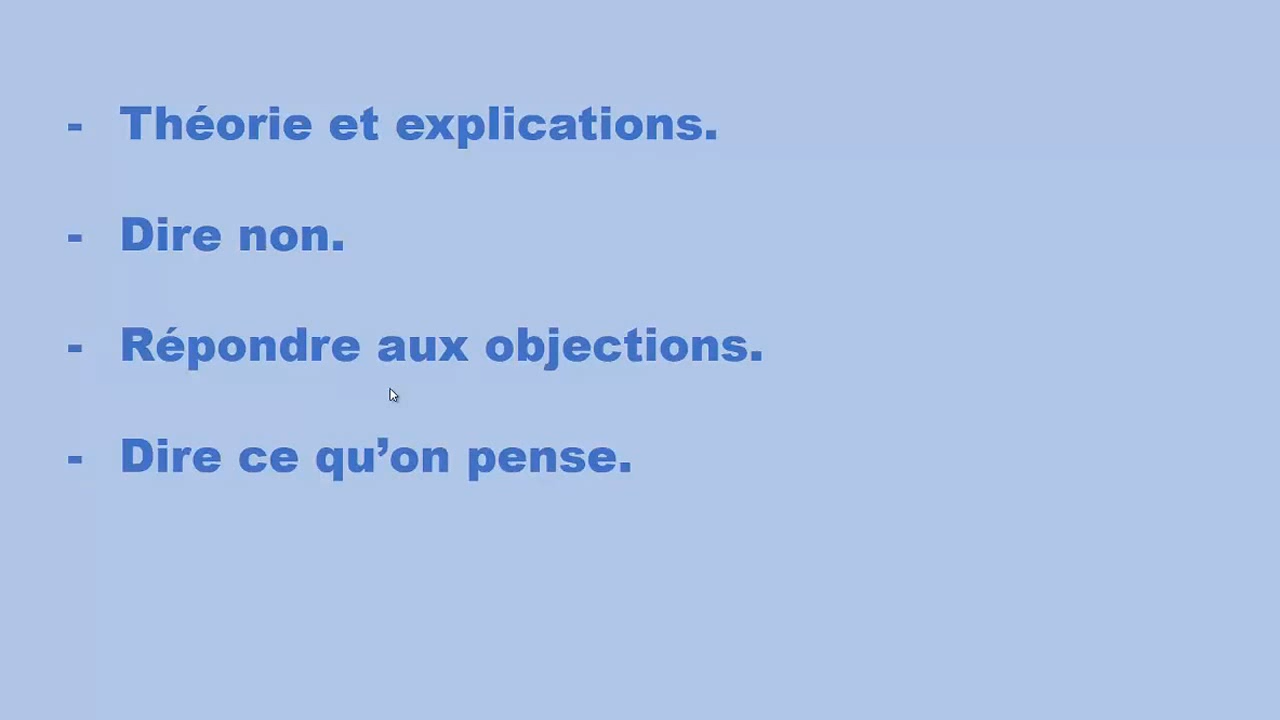 - Théorie et explications.
- Dire non.
- Répondre aux objections.
- Dire ce qu’on pense.